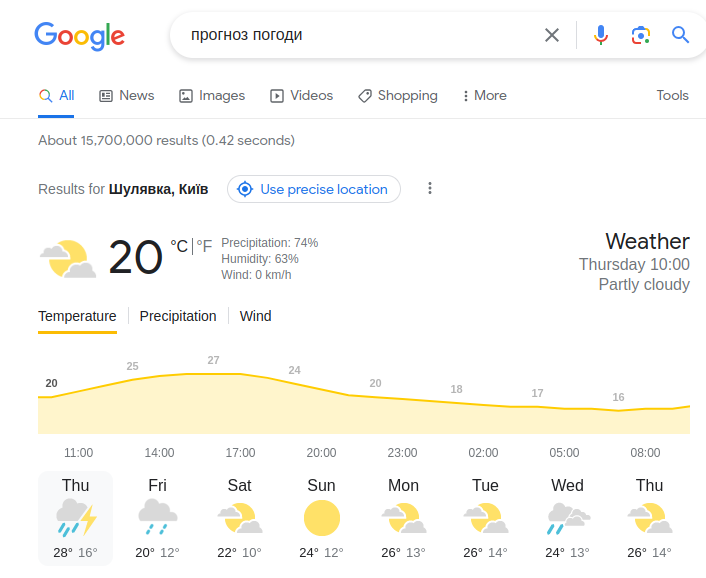 Google
прогноз погоди
All News Images Videos Shopping More Tools
About 15,700,000 results (0.42 seconds)
Results for Шулявка, Київ Use precise location
20 °C | °F
Precipitation: 74%
Humidity: 63%
Wind: 0 km/h
Weather
Thursday 10:00
Partly cloudy
Temperature Precipitation Wind
20 25 27 24 20 18 17 16
11:00 14:00 17:00 20:00 23:00 02:00 05:00 08:00
Thu Fri Sat Sun Mon Tue Wed Thu
28° 16° 20° 12° 22° 10° 24° 12° 26° 13° 26° 14° 24° 13° 26° 14°